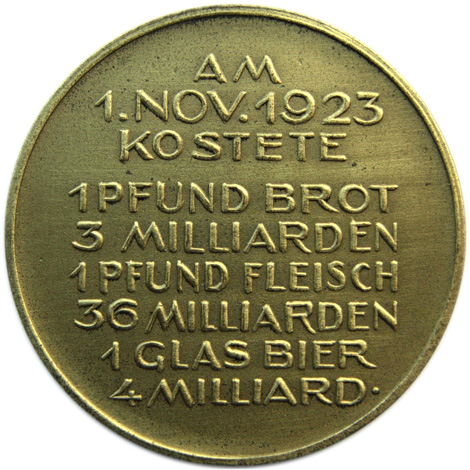 AM
1.NOV.1923
KOSTETE
1 PFUND BROT
3 MILLIARDEN
1 PFUND FLEISCH
36 MILLIARDEN
1 GLAS BIER
4 MILLIARD.